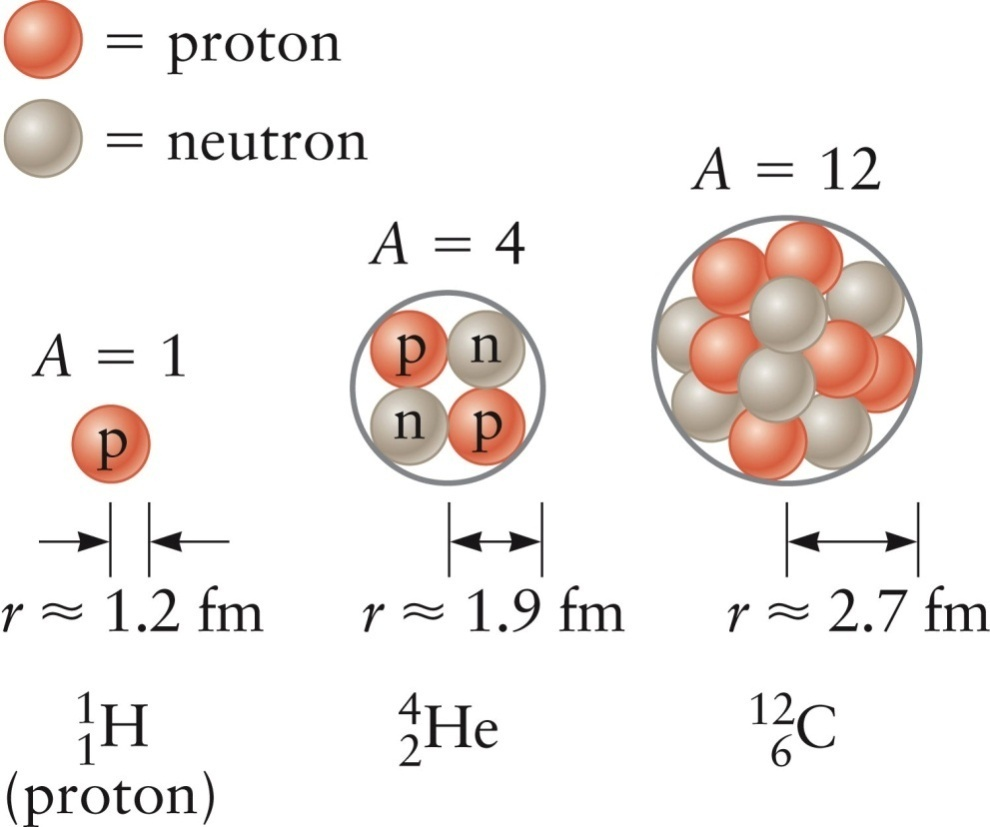 = proton
= neutron
A = 1
p
r ≈ 1.2 fm
¹₁H
(proton)
A = 4
p n
n p
r ≈ 1.9 fm
⁴₂He
A = 12
r ≈ 2.7 fm
¹²₆C